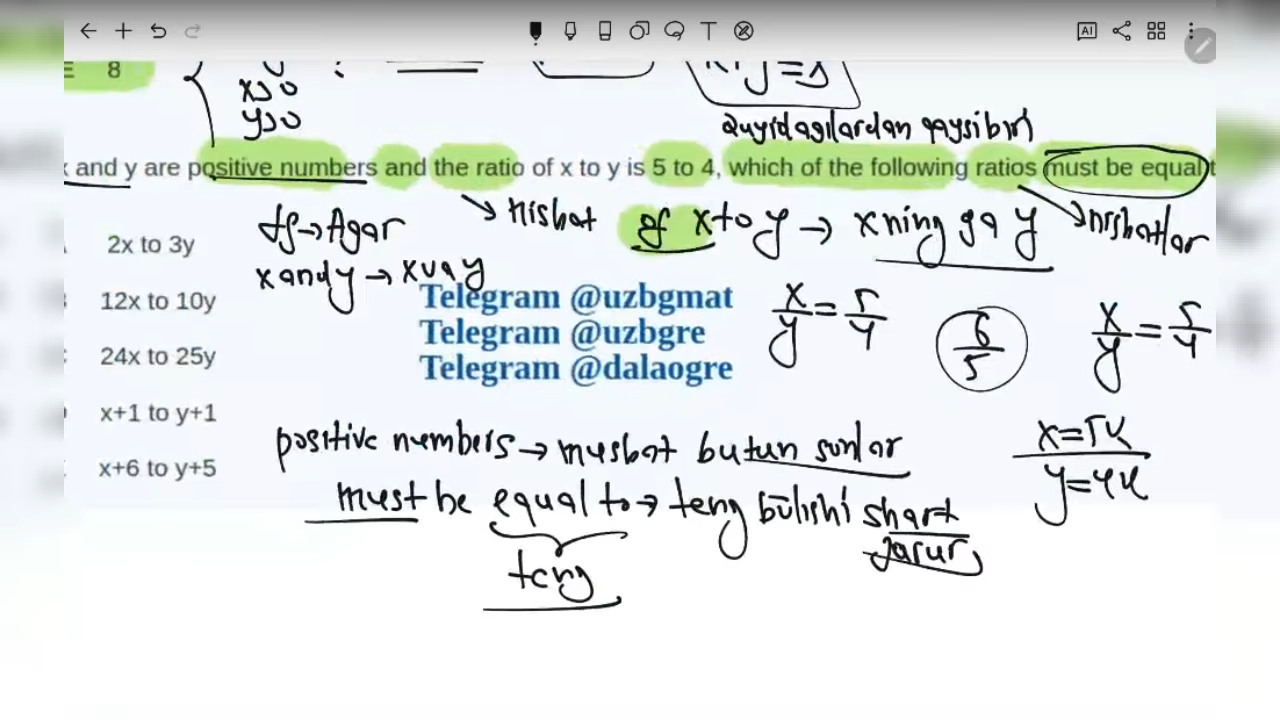 8
x>0
y>0
x+y=5
quyidagilardan qaysibiri
x and y are positive numbers and the ratio of x to y is 5 to 4, which of the following ratios must be equal t
nisbat
of x to y → x ning ga y
nisbatlar
If → Agar
x and y → x va y
2x to 3y
12x to 10y
24x to 25y
x+1 to y+1
x+6 to y+5
Telegram @uzbgmat
Telegram @uzbgre
Telegram @dalaogre
x/y = 5/4
6/5
x/y = 5/4
x=5k
y=4k
positive numbers → musbat butun sonlar
must be equal to → teng bo'lishi shart
zarur
teng